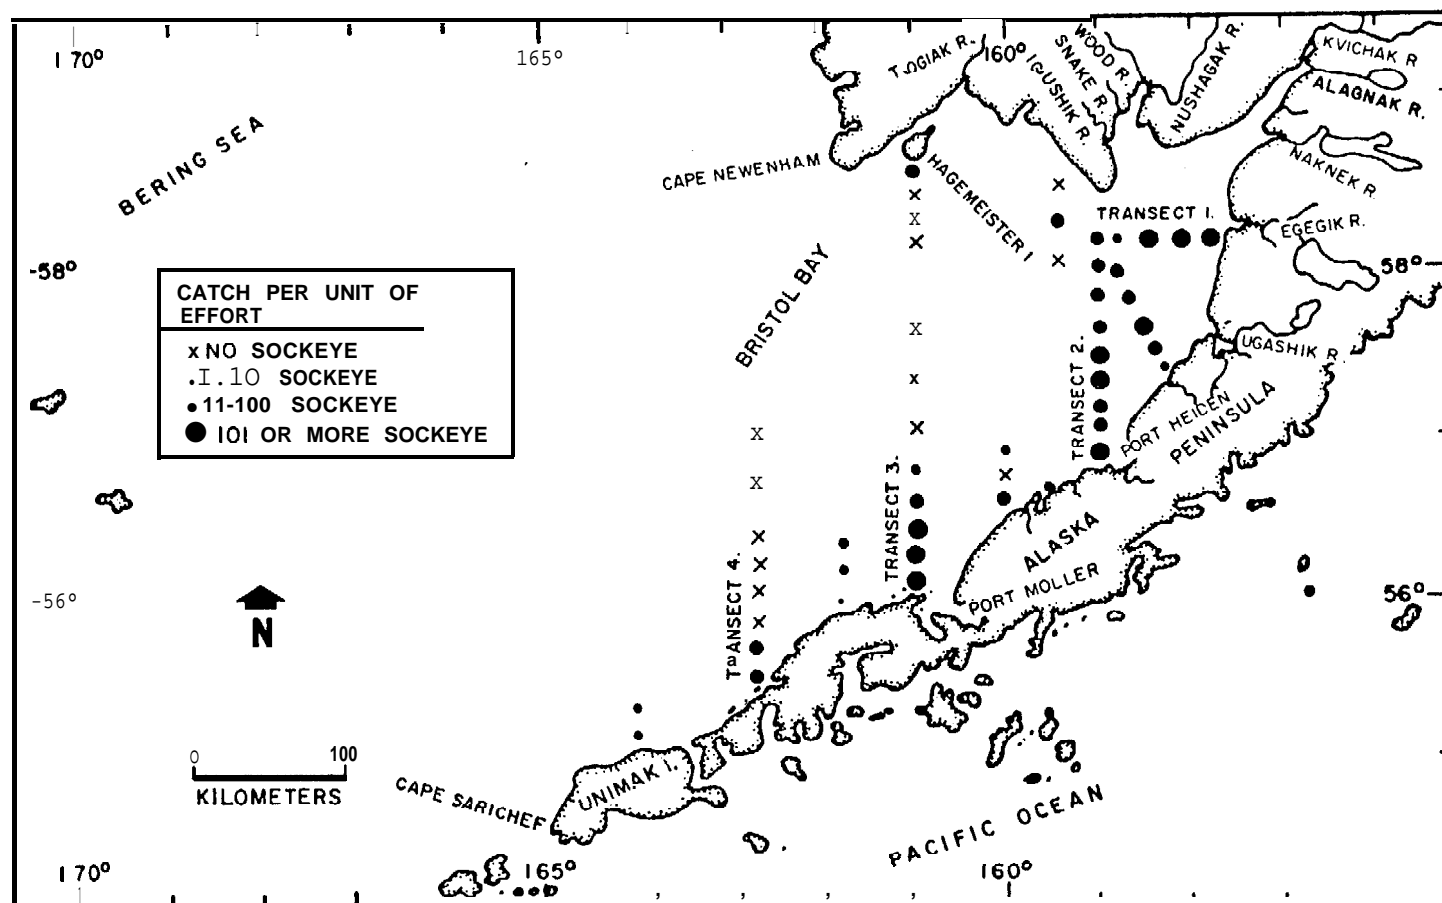 170°
165°
160°
TOGIAK R.
IGUSHIK R.
SNAKE R.
WOOD R.
NUSHAGAK R.
KVICHAK R
ALAGNAK R.
NAKNEK R
EGEGIK R.
UGASHIK R.
BERING SEA
CAPE NEWENHAM
HAGEMEISTER I
TRANSECT 1.
-58°
58°-
BRISTOL BAY
CATCH PER UNIT OF
EFFORT
x NO SOCKEYE
.I.10 SOCKEYE
11-100 SOCKEYE
101 OR MORE SOCKEYE
TRANSECT 2.
PORT HEIDEN
PENINSULA
TRANSECT 3.
ALASKA
PORT MOLLER
TRANSECT 4.
-56°
56°-
N
0 100
KILOMETERS
CAPE SARICHEF
UNIMAK I.
PACIFIC OCEAN
170°
165°
160°